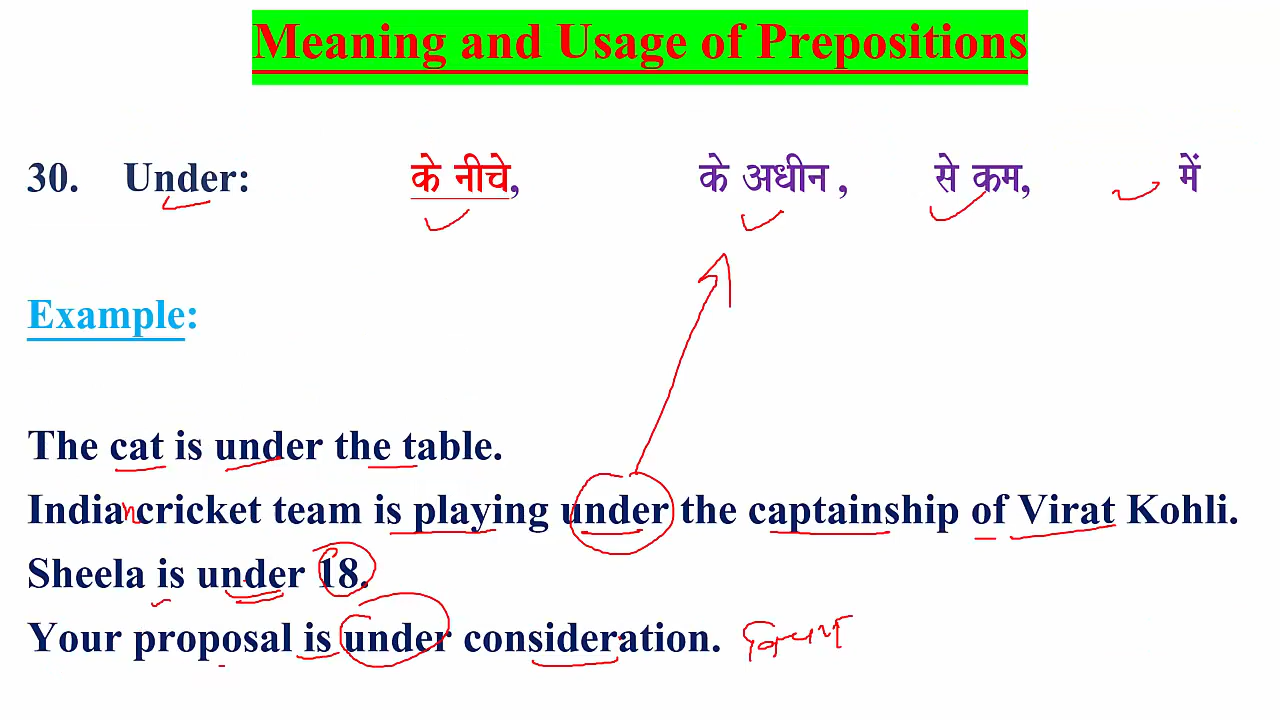 Meaning and Usage of Prepositions
30. Under: के नीचे, के अधीन , से कम, में
Example:
The cat is under the table.
Indian cricket team is playing under the captainship of Virat Kohli.
Sheela is under 18.
Your proposal is under consideration.